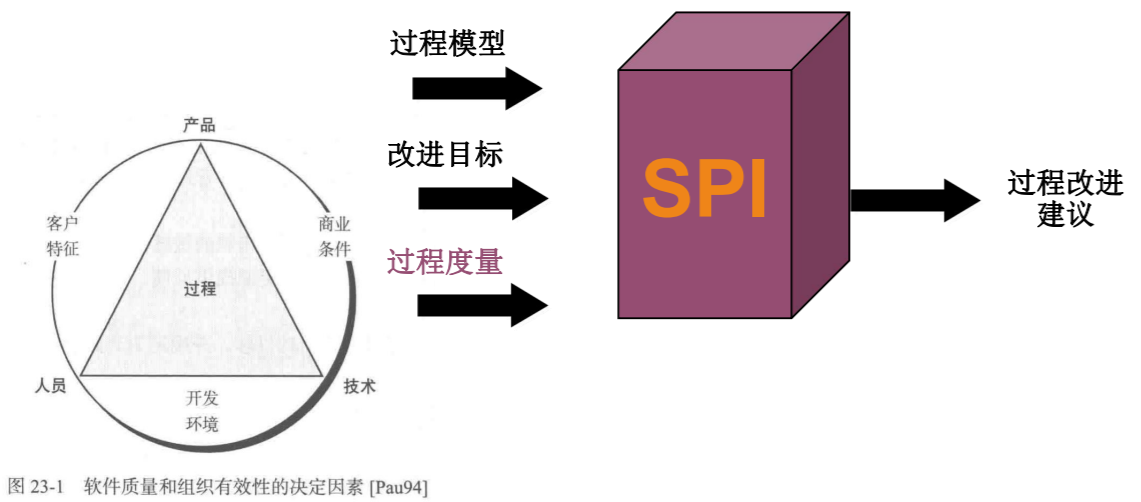 过程模型
改进目标
过程度量
SPI
过程改进
建议
产品
客户
特征
商业
条件
过程
人员
技术
开发
环境
图 23-1 软件质量和组织有效性的决定因素 [Pau94]